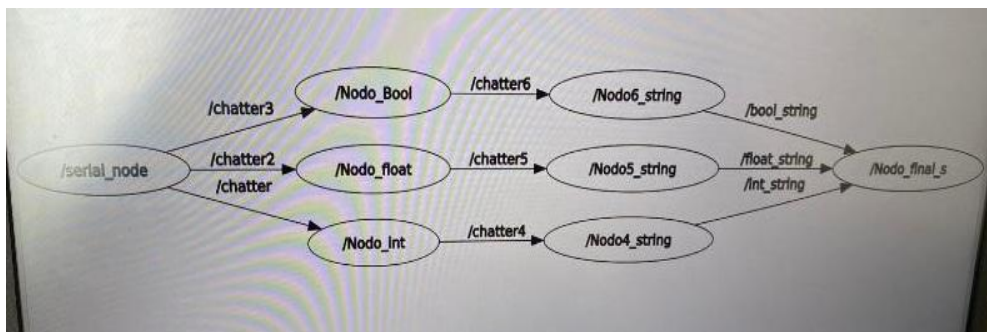 /chatter3
/Nodo_Bool
/chatter6
/Nodo6_string
/bool_string
/serial_node
/chatter2
/Nodo_float
/chatter5
/Nodo5_string
/float_string
/Nodo_final_s
/chatter
/Nodo_Int
/chatter4
/Nodo4_string
/Int_string